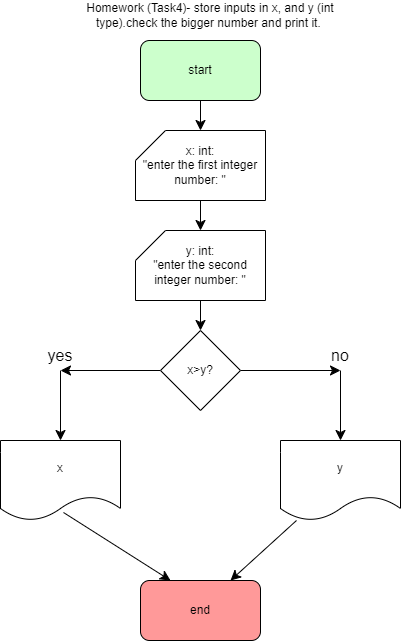 Homework (Task4)- store inputs in x, and y (int
type).check the bigger number and print it.
start
x: int:
"enter the first integer
number: "
y: int:
"enter the second
integer number: "
x>y?
yes
no
x
y
end